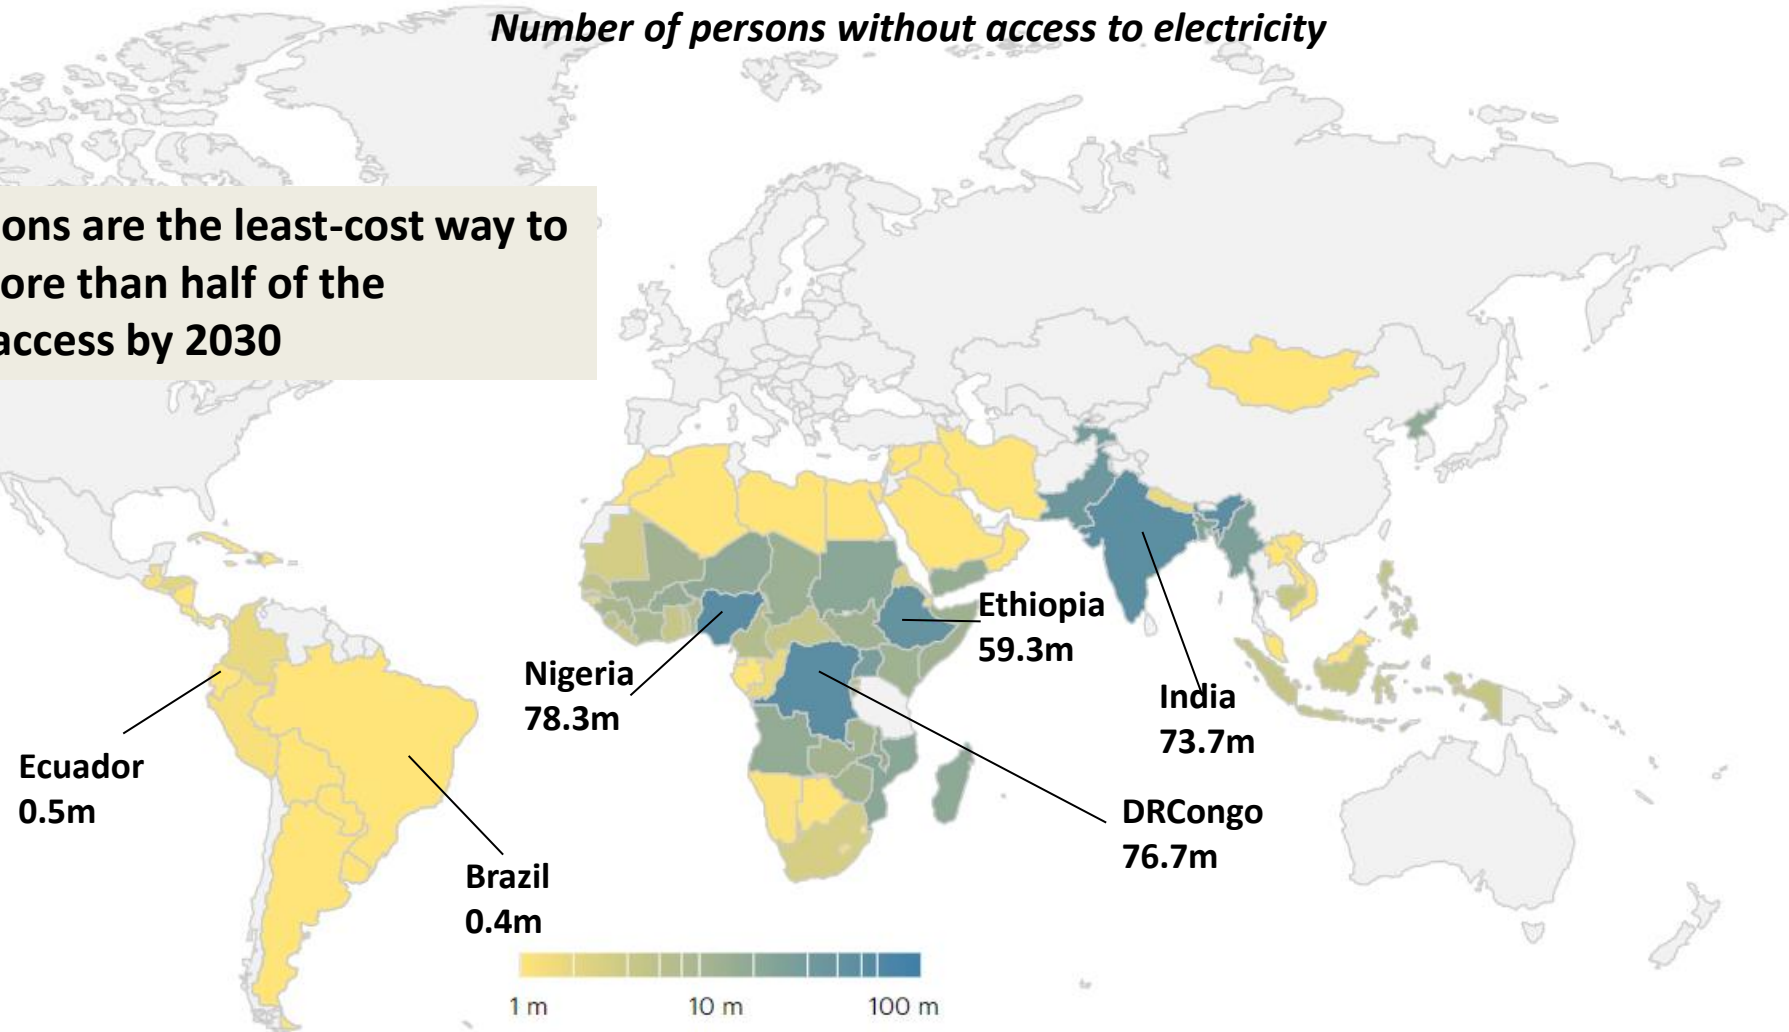 Number of persons without access to electricity
ons are the least-cost way to
ore than half of the
access by 2030
Ethiopia
59.3m
Nigeria
78.3m
India
73.7m
Ecuador
0.5m
DRCongo
76.7m
Brazil
0.4m
1 m 10 m 100 m